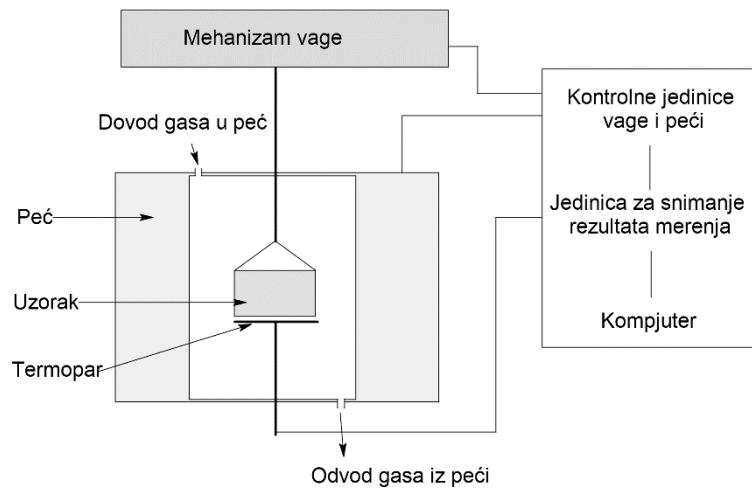 Mehanizam vage
Dovod gasa u peć
Peć
Uzorak
Termopar
Odvod gasa iz peći
Kontrolne jedinice
vage i peći
Jedinica za snimanje
rezultata merenja
Kompjuter